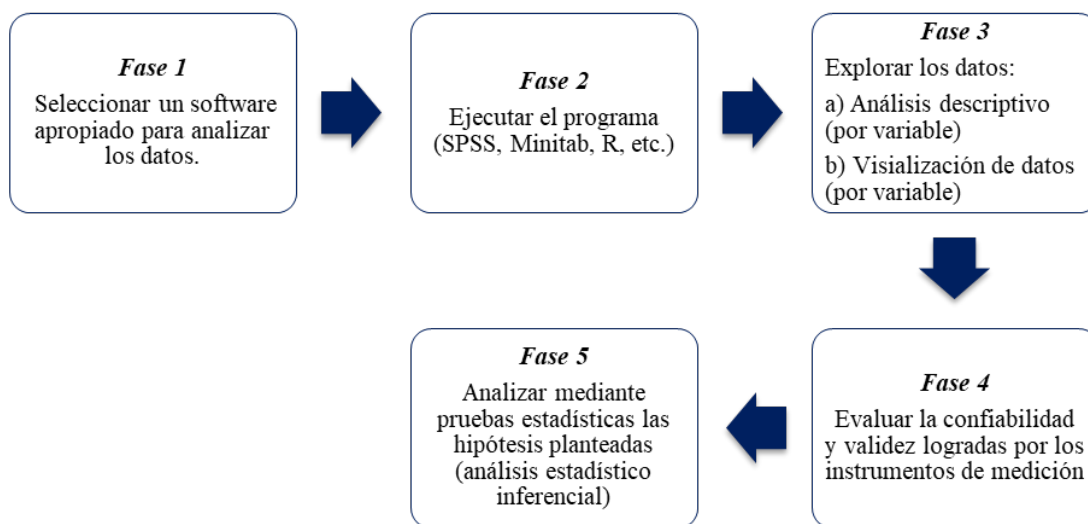 Fase 1
Seleccionar un software
apropiado para analizar
los datos.
Fase 2
Ejecutar el programa
(SPSS, Minitab, R, etc.)
Fase 3
Explorar los datos:
a) Análisis descriptivo
(por variable)
b) Visialización de datos
(por variable)
Fase 4
Evaluar la confiabilidad
y validez logradas por los
instrumentos de medición
Fase 5
Analizar mediante
pruebas estadísticas las
hipótesis planteadas
(análisis estadístico
inferencial)